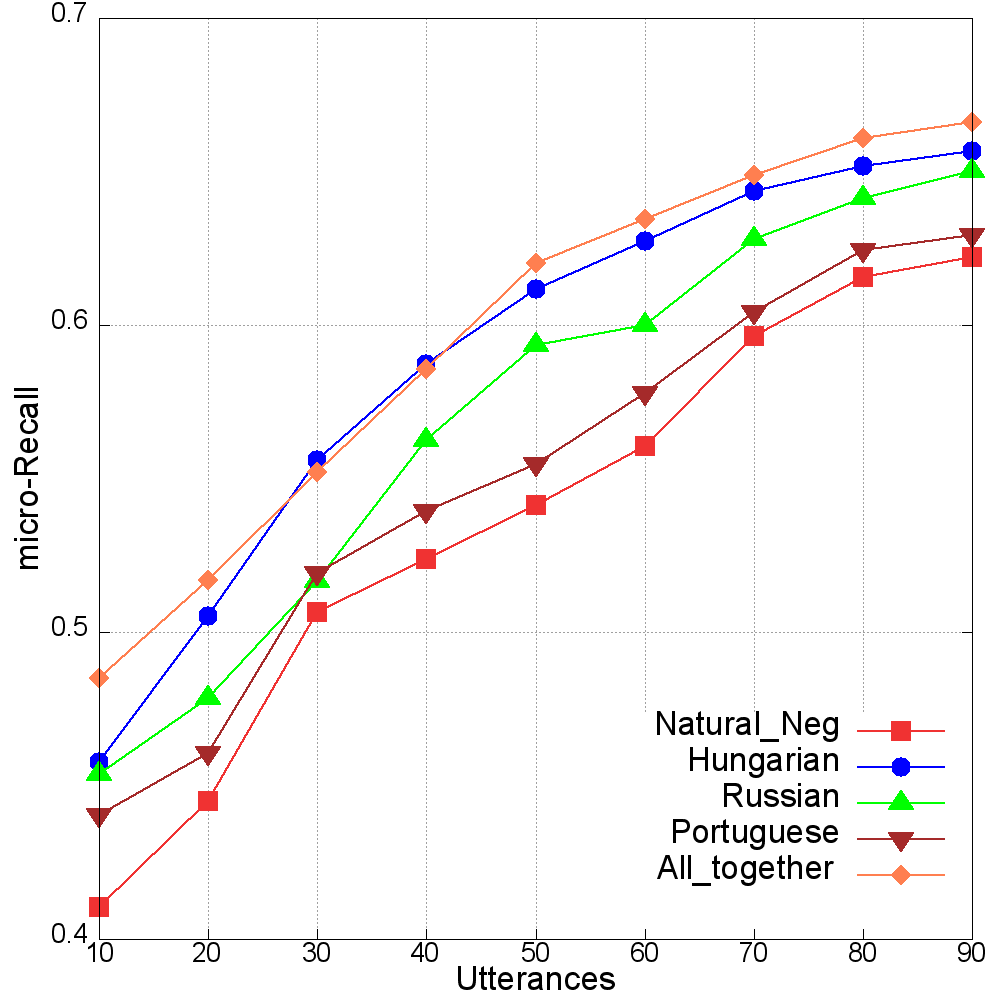 0.7
0.6
0.5
0.4
micro-Recall
Natural_Neg
Hungarian
Russian
Portuguese
All_together
10 20 30 40 50 60 70 80 90
Utterances